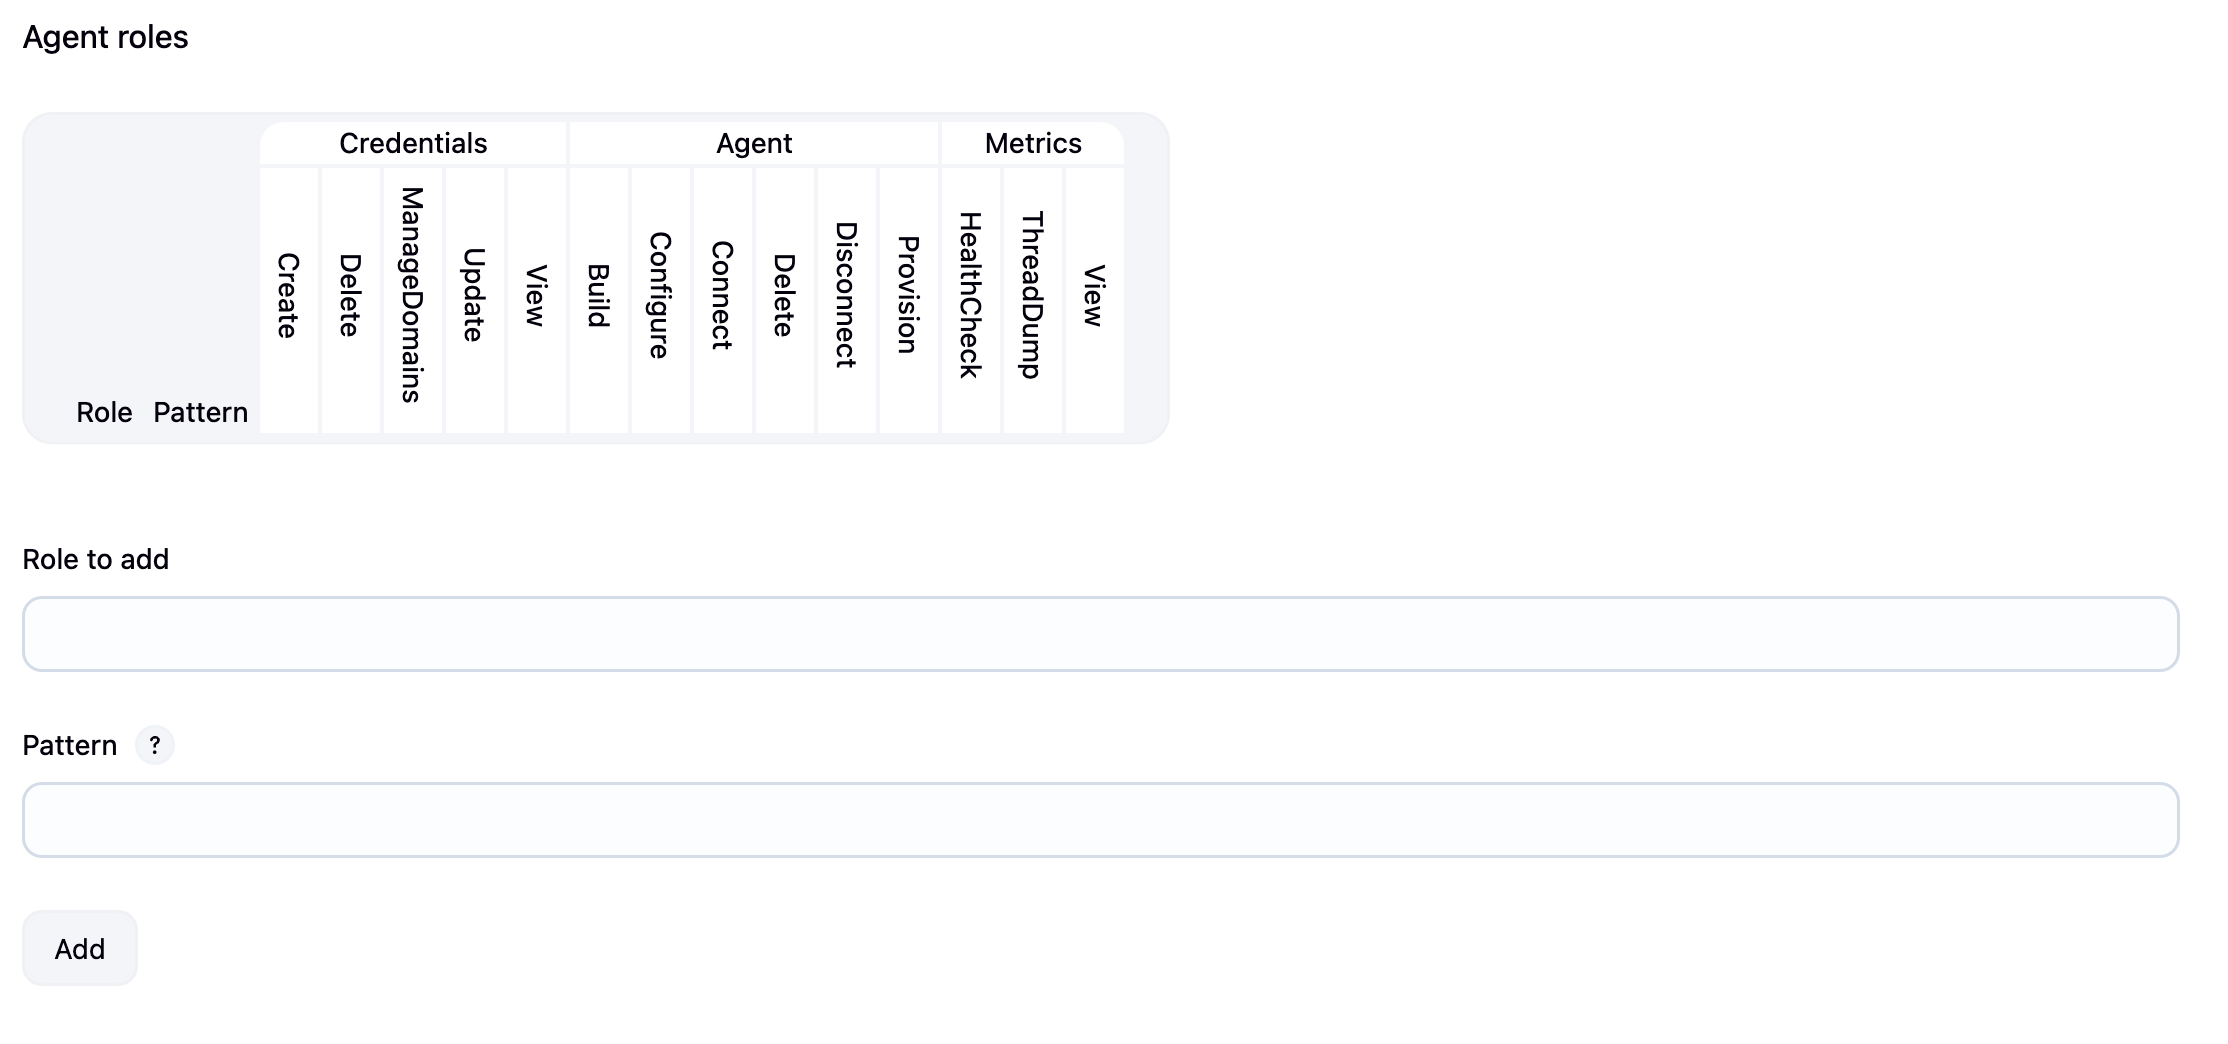 Agent roles
Credentials Agent Metrics
Role Pattern Create Delete ManageDomains Update View Build Configure Connect Delete Disconnect Provision HealthCheck ThreadDump View
Role to add
Pattern ?
Add